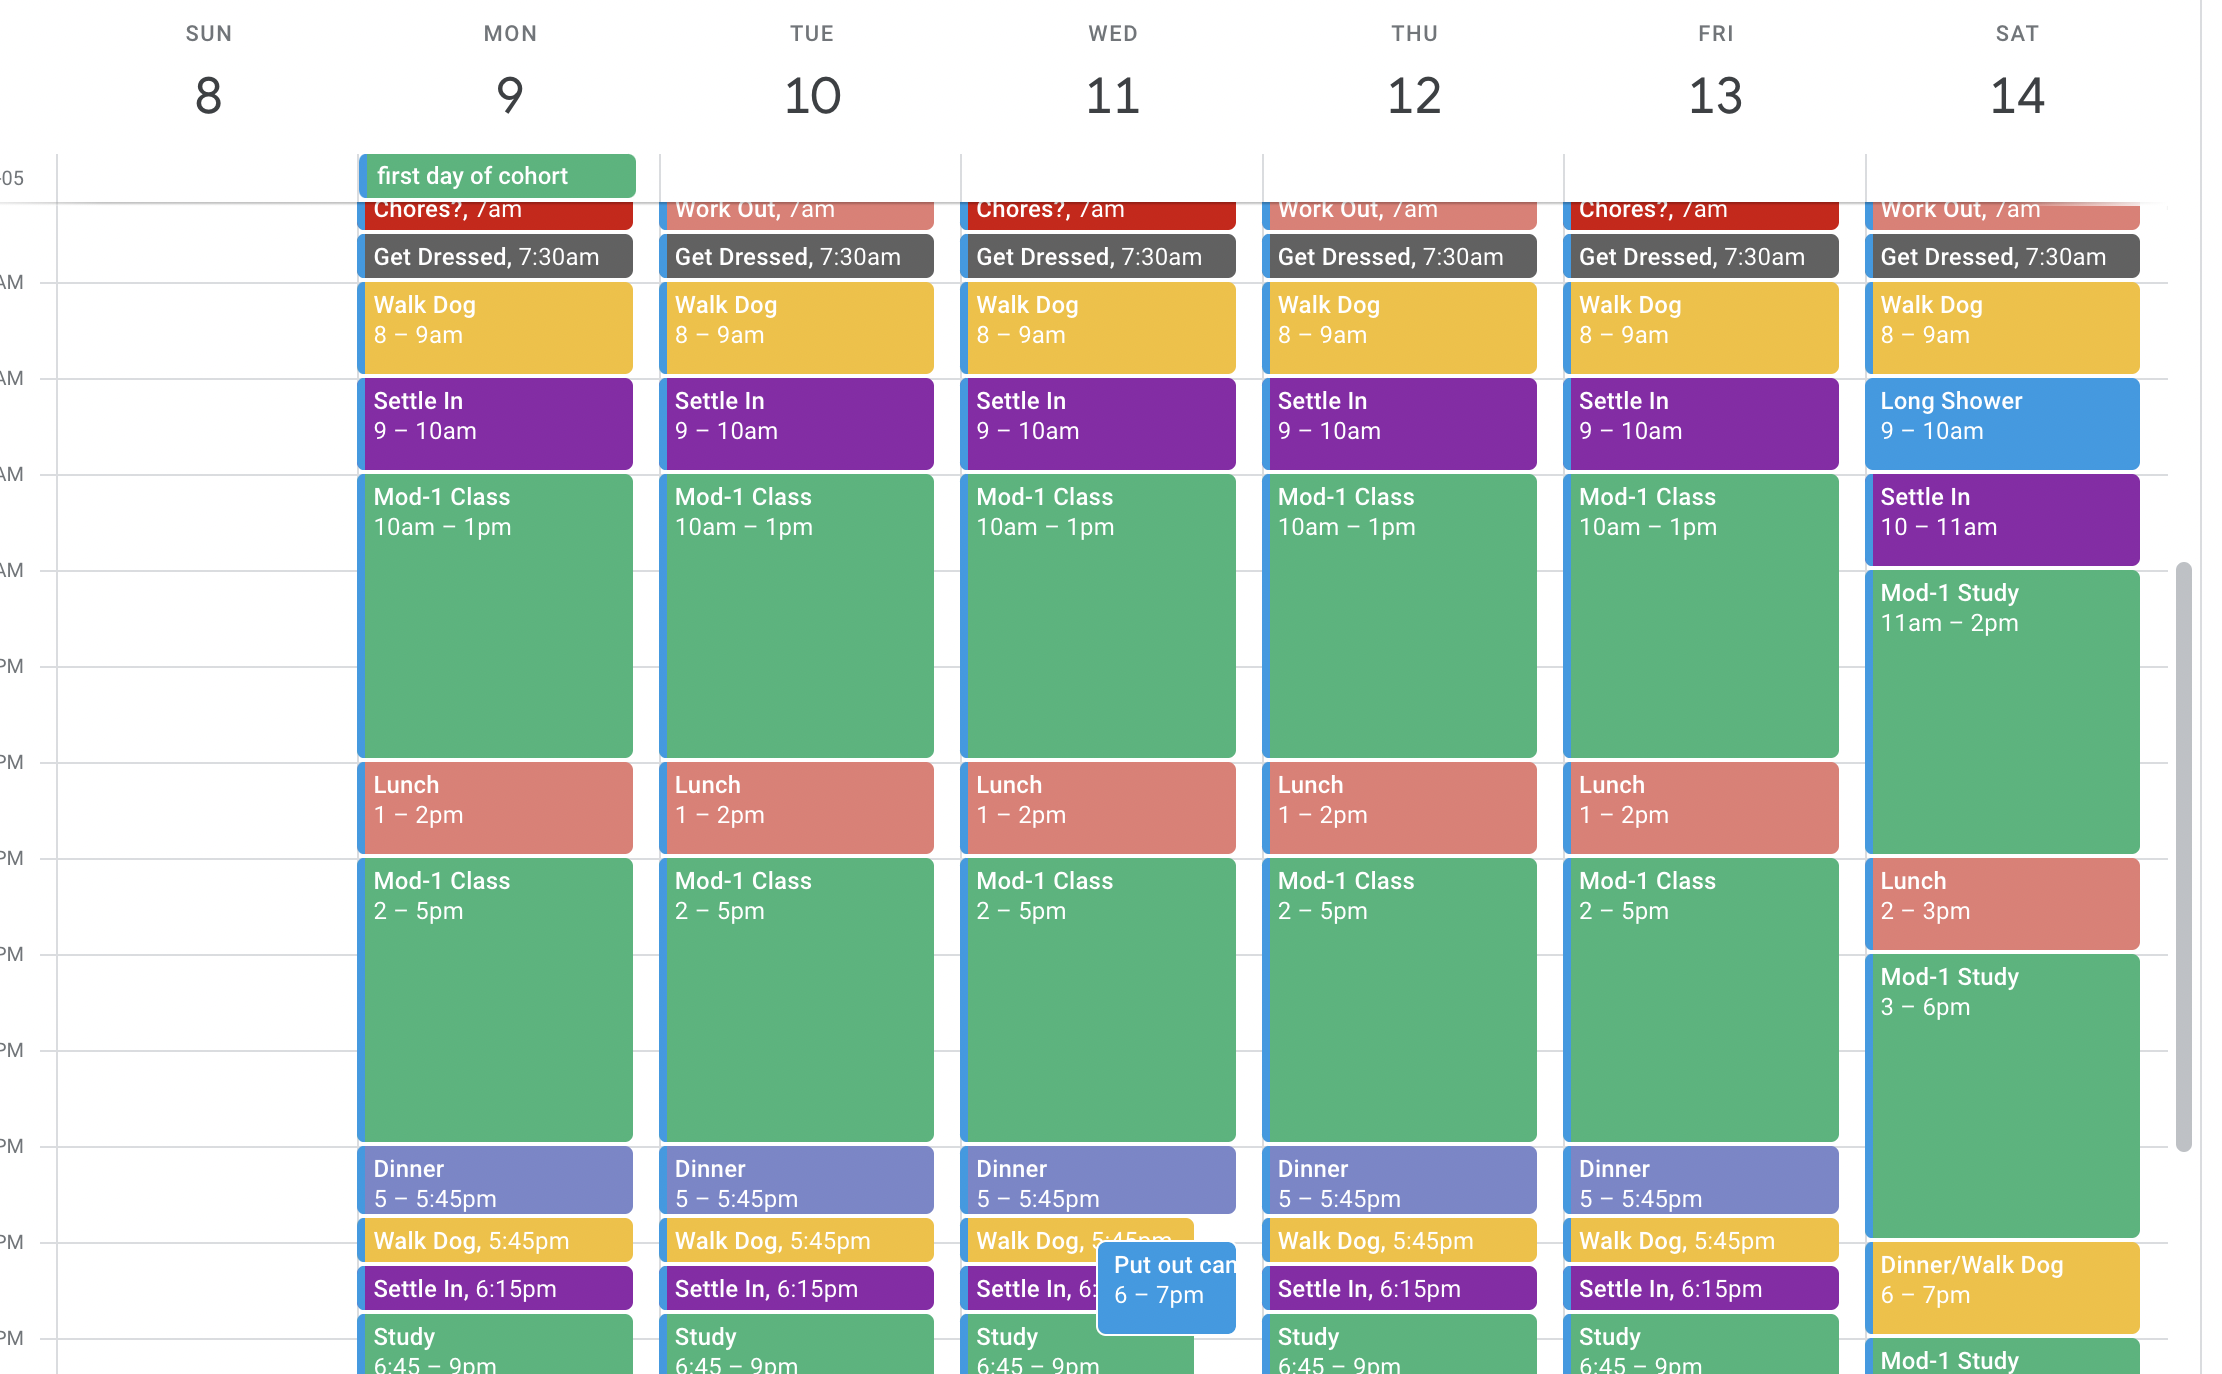 SUN
MON
TUE
WED
THU
FRI
SAT
8
9
10
11
12
13
14
-05
first day of cohort
Chores?, 7am
Work Out, 7am
Chores?, 7am
Work Out, 7am
Chores?, 7am
Work Out, 7am
Get Dressed, 7:30am
Get Dressed, 7:30am
Get Dressed, 7:30am
Get Dressed, 7:30am
Get Dressed, 7:30am
Get Dressed, 7:30am
AM
Walk Dog
8 – 9am
Walk Dog
8 – 9am
Walk Dog
8 – 9am
Walk Dog
8 – 9am
Walk Dog
8 – 9am
Walk Dog
8 – 9am
AM
Settle In
9 – 10am
Settle In
9 – 10am
Settle In
9 – 10am
Settle In
9 – 10am
Settle In
9 – 10am
Long Shower
9 – 10am
AM
Mod-1 Class
10am – 1pm
Mod-1 Class
10am – 1pm
Mod-1 Class
10am – 1pm
Mod-1 Class
10am – 1pm
Mod-1 Class
10am – 1pm
Settle In
10 – 11am
AM
Mod-1 Study
11am – 2pm
PM
PM
Lunch
1 – 2pm
Lunch
1 – 2pm
Lunch
1 – 2pm
Lunch
1 – 2pm
Lunch
1 – 2pm
PM
Mod-1 Class
2 – 5pm
Mod-1 Class
2 – 5pm
Mod-1 Class
2 – 5pm
Mod-1 Class
2 – 5pm
Mod-1 Class
2 – 5pm
Lunch
2 – 3pm
PM
Mod-1 Study
3 – 6pm
PM
PM
Dinner
5 – 5:45pm
Dinner
5 – 5:45pm
Dinner
5 – 5:45pm
Dinner
5 – 5:45pm
Dinner
5 – 5:45pm
PM
Walk Dog, 5:45pm
Walk Dog, 5:45pm
Walk Dog, 5:45pm
Walk Dog, 5:45pm
Walk Dog, 5:45pm
Put out can
6 – 7pm
Dinner/Walk Dog
6 – 7pm
Settle In, 6:15pm
Settle In, 6:15pm
Settle In, 6:
Settle In, 6:15pm
Settle In, 6:15pm
PM
Study
6:45 – 9pm
Study
6:45 – 9pm
Study
6:45 – 9pm
Study
6:45 – 9pm
Study
6:45 – 9pm
Mod-1 Study